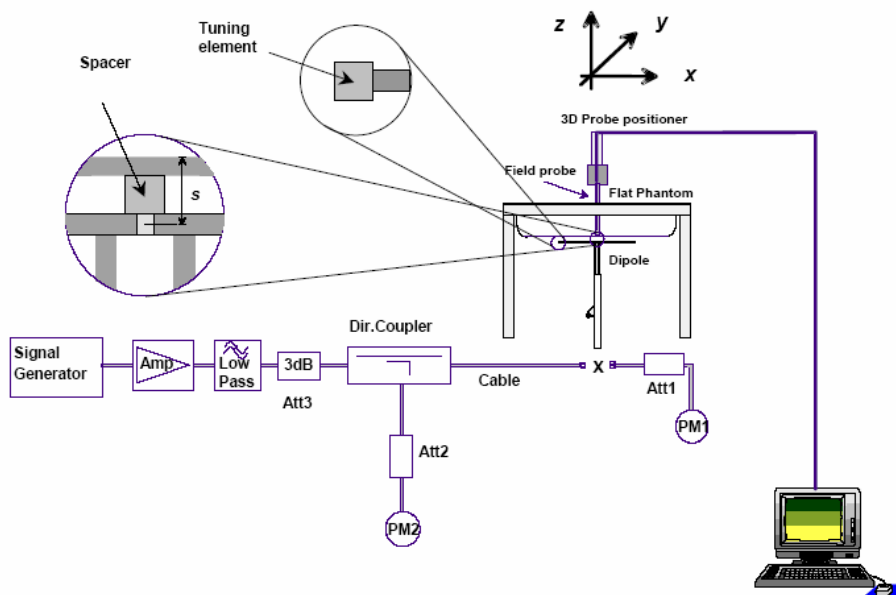 Tuning
element
Spacer
s
z
y
x
3D Probe positioner
Field probe
Flat Phantom
Dipole
Dir.Coupler
Signal
Generator
Amp
Low
Pass
3dB
Att3
Cable
X
Att1
PM1
Att2
PM2